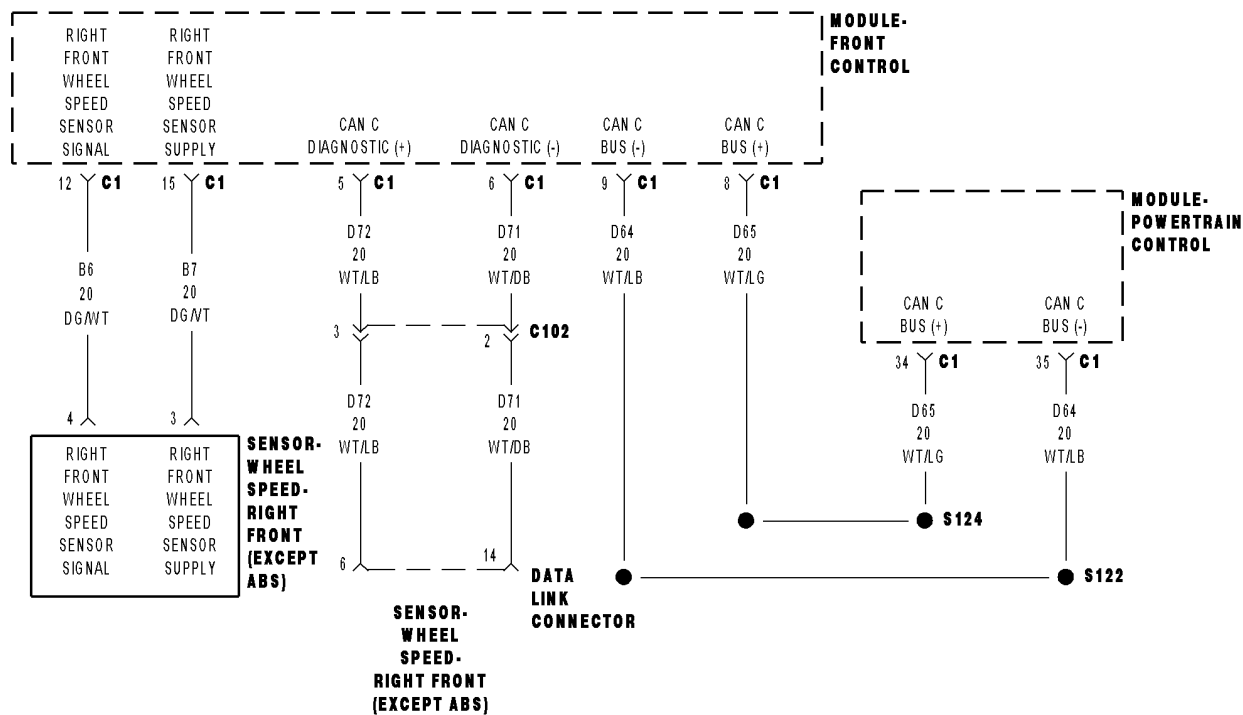 MODULE-
FRONT
CONTROL
RIGHT
FRONT
WHEEL
SPEED
SENSOR
SIGNAL
RIGHT
FRONT
WHEEL
SPEED
SENSOR
SUPPLY
CAN C
DIAGNOSTIC (+)
CAN C
DIAGNOSTIC (-)
CAN C
BUS (-)
CAN C
BUS (+)
12 C1
15 C1
5 C1
6 C1
9 C1
8 C1
MODULE-
POWERTRAIN
CONTROL
B6
20
DG/VT
B7
20
DG/VT
D72
20
WT/LB
D71
20
WT/DB
D64
20
WT/LB
D65
20
WT/LG
CAN C
BUS (+)
CAN C
BUS (-)
3
2
C102
34 C1
35 C1
D72
20
WT/LB
D71
20
WT/DB
D65
20
WT/LG
D64
20
WT/LB
4
3
RIGHT
FRONT
WHEEL
SPEED
SENSOR
SIGNAL
RIGHT
FRONT
WHEEL
SPEED
SENSOR
SUPPLY
SENSOR-
WHEEL
SPEED-
RIGHT
FRONT
(EXCEPT
ABS)
S124
6
14
DATA
LINK
CONNECTOR
S122
SENSOR-
WHEEL
SPEED-
RIGHT FRONT
(EXCEPT ABS)